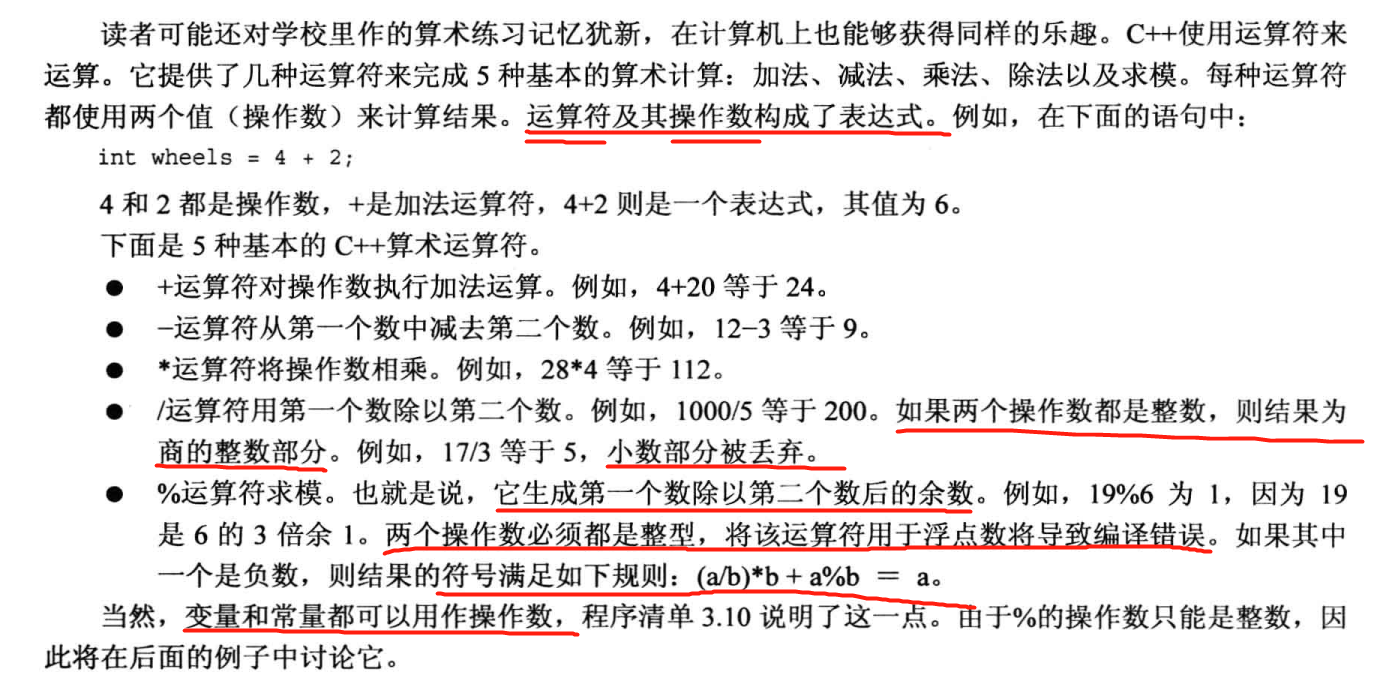 读者可能还对学校里作的算术练习记忆犹新，在计算机上也能够获得同样的乐趣。C++使用运算符来
运算。它提供了几种运算符来完成 5 种基本的算术计算：加法、减法、乘法、除法以及求模。每种运算符
都使用两个值（操作数）来计算结果。运算符及其操作数构成了表达式。例如，在下面的语句中：
int wheels = 4 + 2;
4 和 2 都是操作数，+是加法运算符，4+2 则是一个表达式，其值为 6。
下面是 5 种基本的 C++算术运算符。
● +运算符对操作数执行加法运算。例如，4+20 等于 24。
● −运算符从第一个数中减去第二个数。例如，12−3 等于 9。
● *运算符将操作数相乘。例如，28*4 等于 112。
● /运算符用第一个数除以第二个数。例如，1000/5 等于 200。如果两个操作数都是整数，则结果为
商的整数部分。例如，17/3 等于 5，小数部分被丢弃。
● %运算符求模。也就是说，它生成第一个数除以第二个数后的余数。例如，19%6 为 1，因为 19
是 6 的 3 倍余 1。两个操作数必须都是整型，将该运算符用于浮点数将导致编译错误。如果其中
一个是负数，则结果的符号满足如下规则：(a/b)*b + a%b ＝ a。
当然，变量和常量都可以用作操作数，程序清单 3.10 说明了这一点。由于%的操作数只能是整数，因
此将在后面的例子中讨论它。